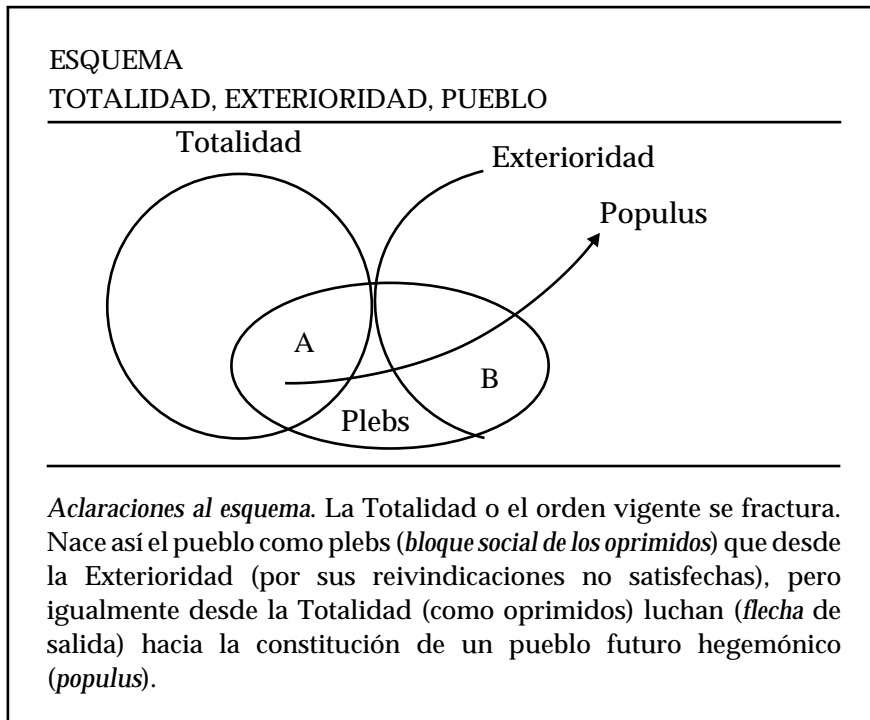 ESQUEMA
TOTALIDAD, EXTERIORIDAD, PUEBLO
Totalidad
Exterioridad
Populus
A
B
Plebs
Aclaraciones al esquema. La Totalidad o el orden vigente se fractura.
Nace así el pueblo como plebs (bloque social de los oprimidos) que desde
la Exterioridad (por sus reivindicaciones no satisfechas), pero
igualmente desde la Totalidad (como oprimidos) luchan (flecha de
salida) hacia la constitución de un pueblo futuro hegemónico
(populus).